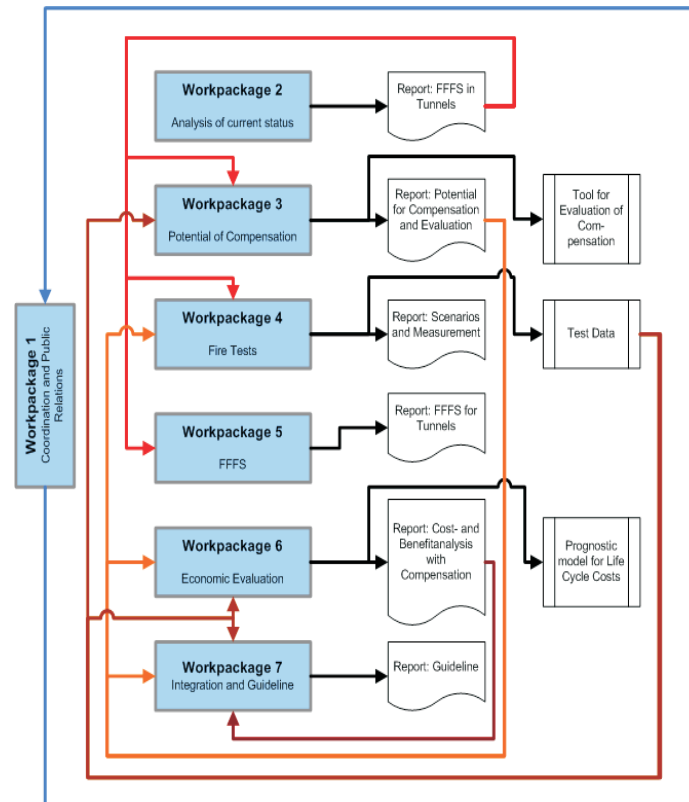 Workpackage 1
Coordination and Public
Relations
Workpackage 2
Analysis of current status
Report: FFFS in
Tunnels
Workpackage 3
Potential of Compensation
Report: Potential
for Compensation
and Evaluation
Tool for
Evaluation of
Com-
pensation
Workpackage 4
Fire Tests
Report: Scenarios
and Measurement
Test Data
Workpackage 5
FFFS
Report: FFFS for
Tunnels
Workpackage 6
Economic Evaluation
Report: Cost- and
Benefitanalysis
with
Compensation
Prognostic
model for Life
Cycle Costs
Workpackage 7
Integration and Guideline
Report: Guideline